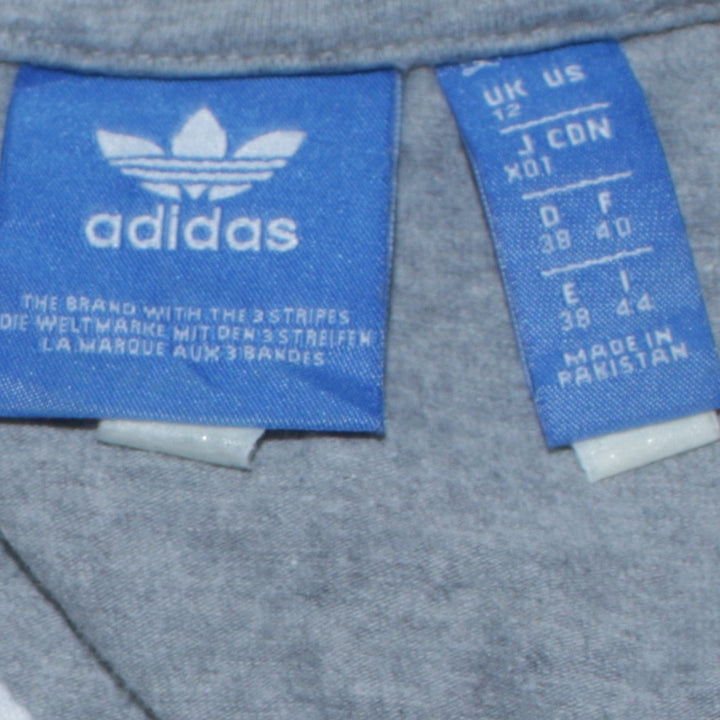 adidas
THE BRAND WITH THE 3 STRIPES
DIE WELTMARKE MIT DEN 3 STREIFEN
LA MARQUE AUX 3 BANDES
UK US
12
J CDN
XO1
D F
38 40
E I
38 44
MADE IN
PAKISTAN